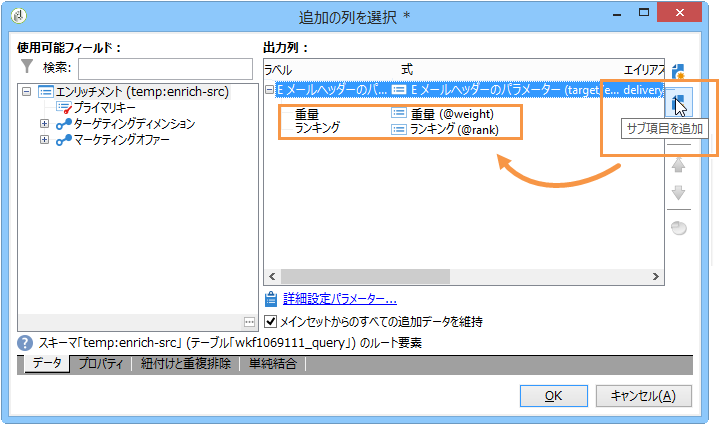 追加の列を選択 *
使用可能フィールド：
検索:
エンリッチメント (temp:enrich-src)
プライマリキー
ターゲティングディメンション
マーケティングオファー
出力列：
ラベル 式 エイリアス
E メールヘッダーのパ... E メールヘッダーのパラメーター (target/e... delivery
重量 重量 (@weight)
ランキング ランキング(@rank)
サブ項目を追加
詳細設定パラメーター...
メインセットからのすべての追加データを維持
スキーマ「temp:enrich-src」 (テーブル「wkf1069111_query」) のルート要素
データ プロパティ 紐付けと重複排除 単純結合
OK キャンセル(A)